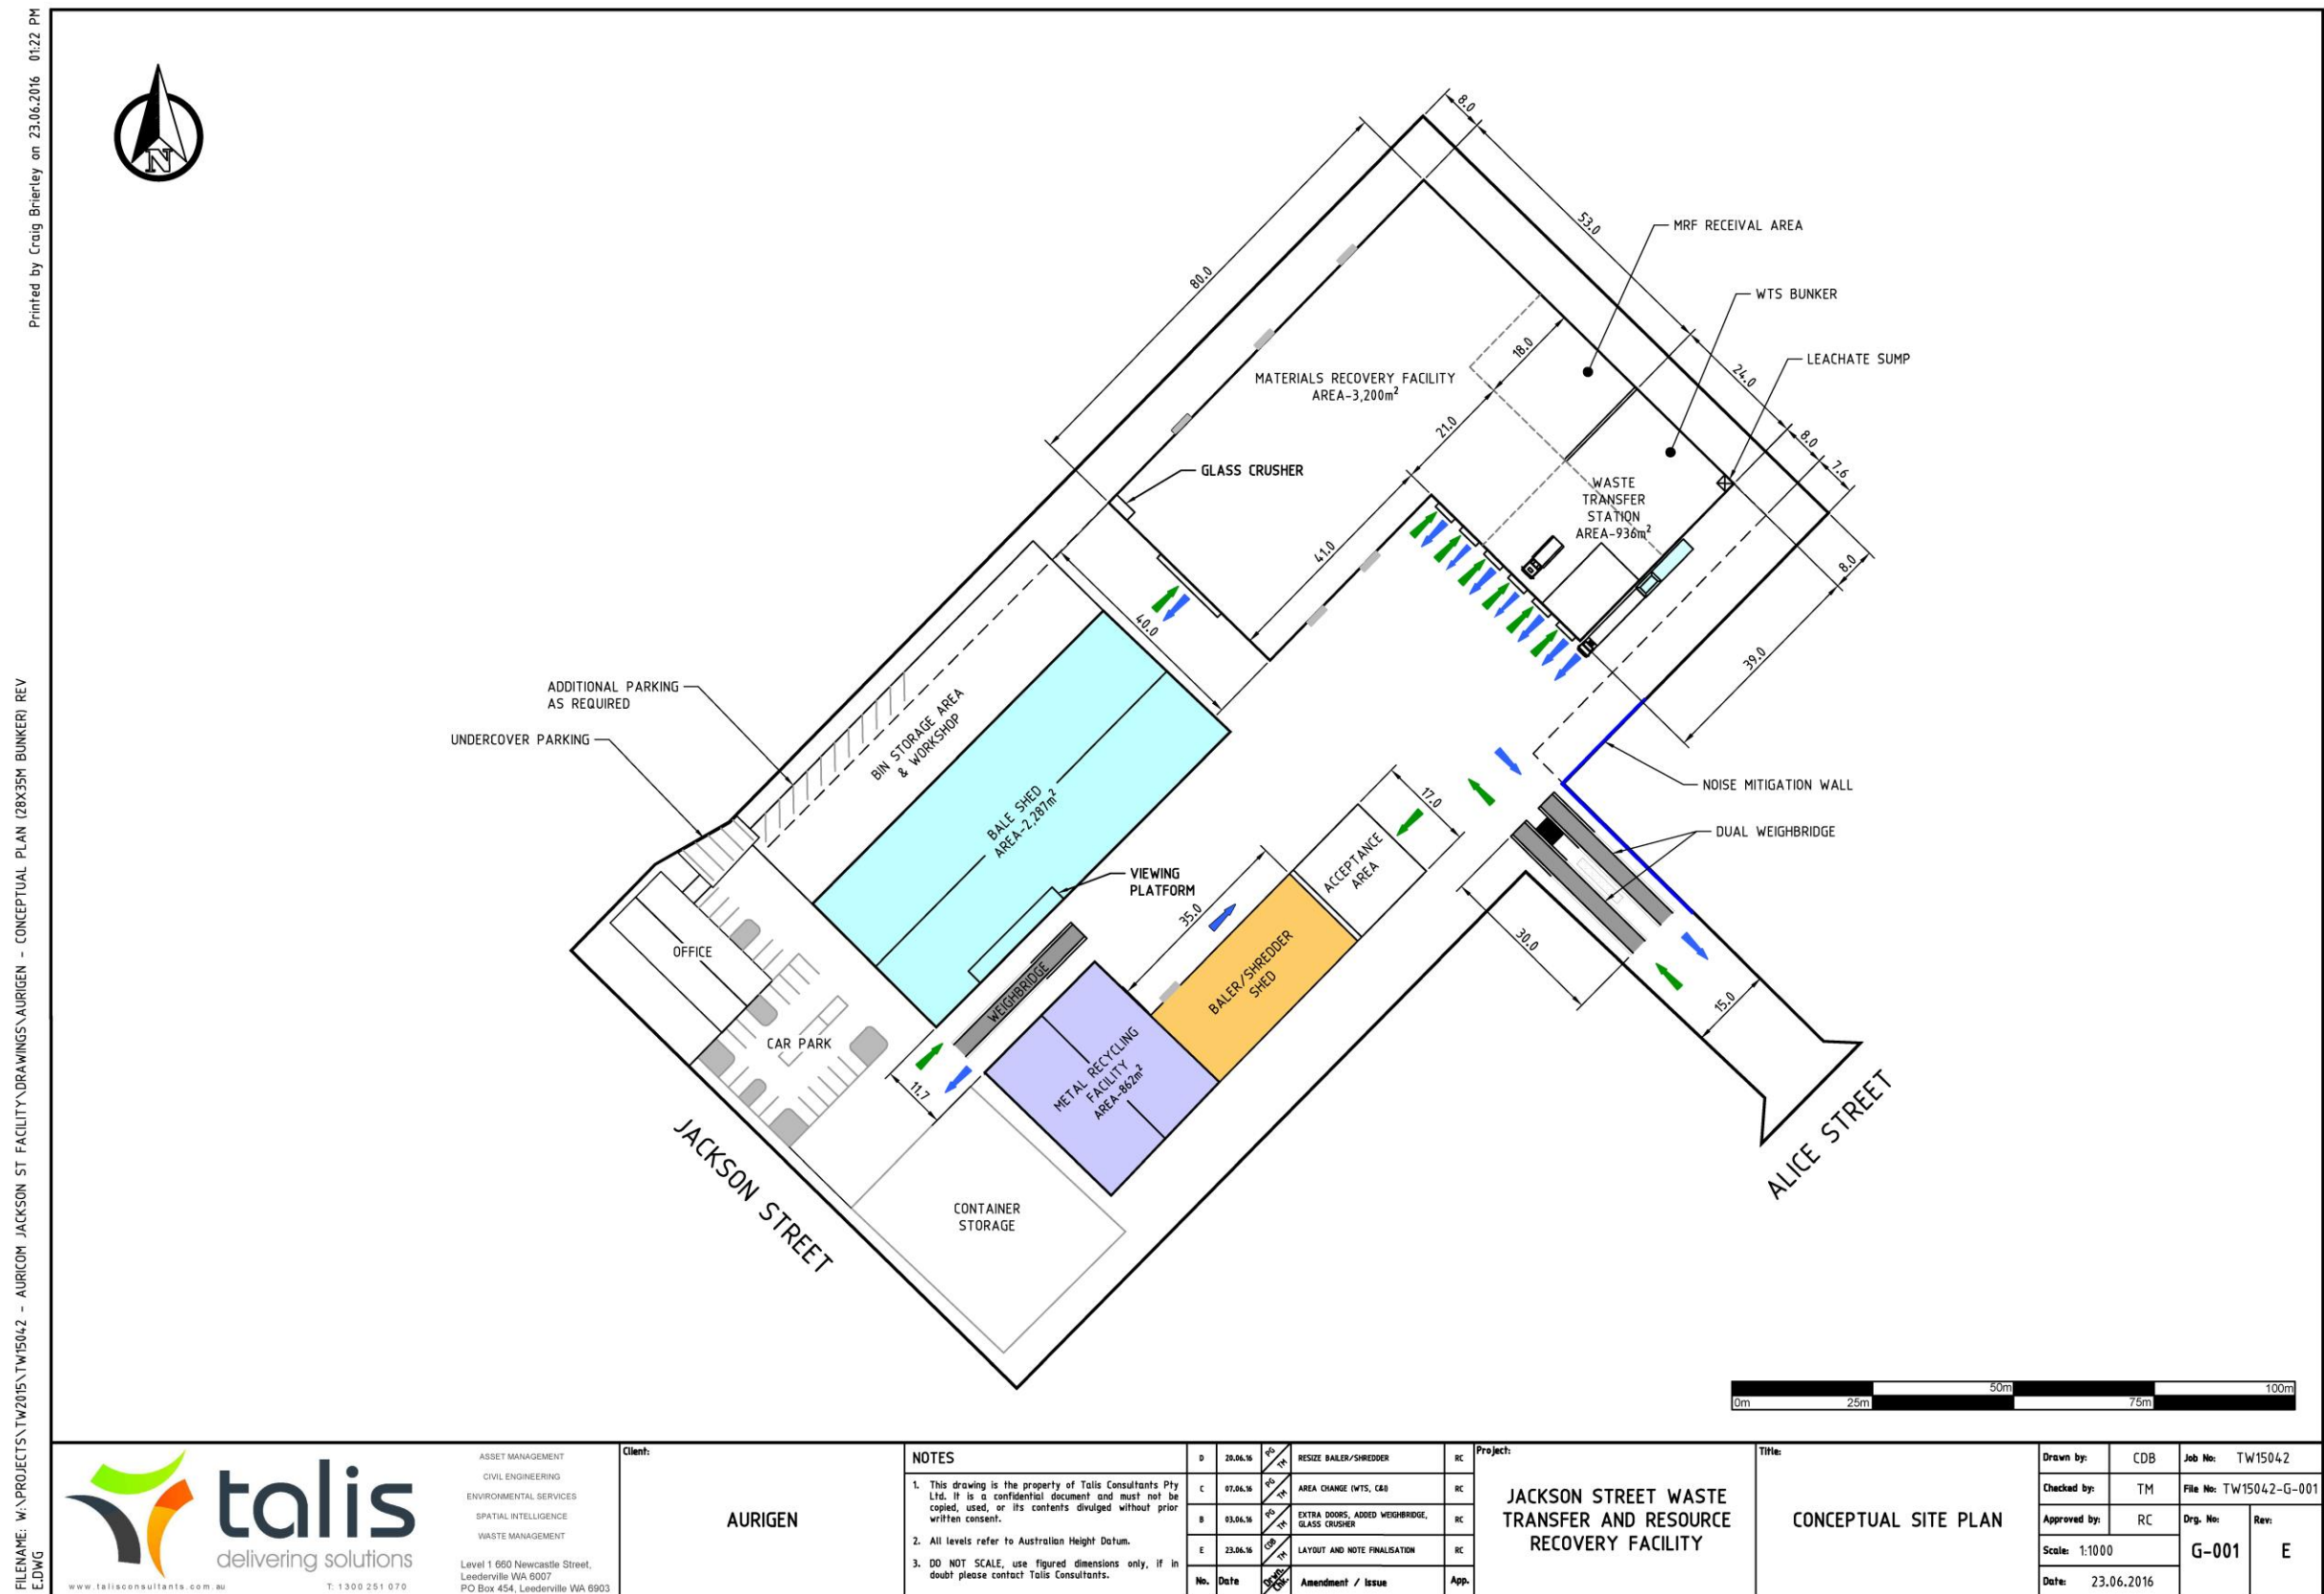 Printed by Craig Brierley on 23.06.2016 01:22 PM
FILENAME: W:\PROJECTS\TW2015\TW15042 - AURICOM JACKSON ST FACILITY\DRAWINGS\AURIGEN - CONCEPTUAL PLAN (28X35M BUNKER) REV
E.DWG
N
8.0
53.0
80.0
MRF RECEIVAL AREA
WTS BUNKER
18.0
24.0
LEACHATE SUMP
MATERIALS RECOVERY FACILITY
AREA-3,200m²
21.0
8.0
7.6
GLASS CRUSHER
WASTE
TRANSFER
STATION
AREA-936m²
41.0
8.0
40.0
39.0
ADDITIONAL PARKING
AS REQUIRED
UNDERCOVER PARKING
BIN STORAGE AREA
& WORKSHOP
BALE SHED
AREA-2,287m²
NOISE MITIGATION WALL
17.0
DUAL WEIGHBRIDGE
ACCEPTANCE
AREA
VIEWING
PLATFORM
35.0
30.0
OFFICE
BALER/SHREDDER
SHED
WEIGHBRIDGE
15.0
CAR PARK
METAL RECYCLING
FACILITY
AREA-862m²
11.7
JACKSON STREET
ALICE STREET
CONTAINER
STORAGE
50m
100m
0m
25m
75m
talis
delivering solutions
www.talisconsultants.com.au
T: 1300 251 070
ASSET MANAGEMENT
CIVIL ENGINEERING
ENVIRONMENTAL SERVICES
SPATIAL INTELLIGENCE
WASTE MANAGEMENT
Level 1 660 Newcastle Street,
Leederville WA 6007
PO Box 454, Leederville WA 6903
Client:
AURIGEN
NOTES
1. This drawing is the property of Talis Consultants Pty
Ltd. It is a confidential document and must not be
copied, used, or its contents divulged without prior
written consent.
2. All levels refer to Australian Height Datum.
3. DO NOT SCALE, use figured dimensions only, if in
doubt please contact Talis Consultants.
D 20.06.16 PG TM RESIZE BAILER/SHREDDER RC
C 07.06.16 PG TM AREA CHANGE (WTS, C&I) RC
B 03.06.16 PG TM EXTRA DOORS, ADDED WEIGHBRIDGE,
GLASS CRUSHER RC
E 23.06.16 CDB TM LAYOUT AND NOTE FINALISATION RC
No. Date Drwn. Chk. Amendment / Issue App.
Project:
JACKSON STREET WASTE
TRANSFER AND RESOURCE
RECOVERY FACILITY
Title:
CONCEPTUAL SITE PLAN
Drawn by: CDB
Job No: TW15042
Checked by: TM
File No: TW15042-G-001
Approved by: RC
Drg. No:
Rev:
Scale: 1:1000
G-001
E
Date: 23.06.2016